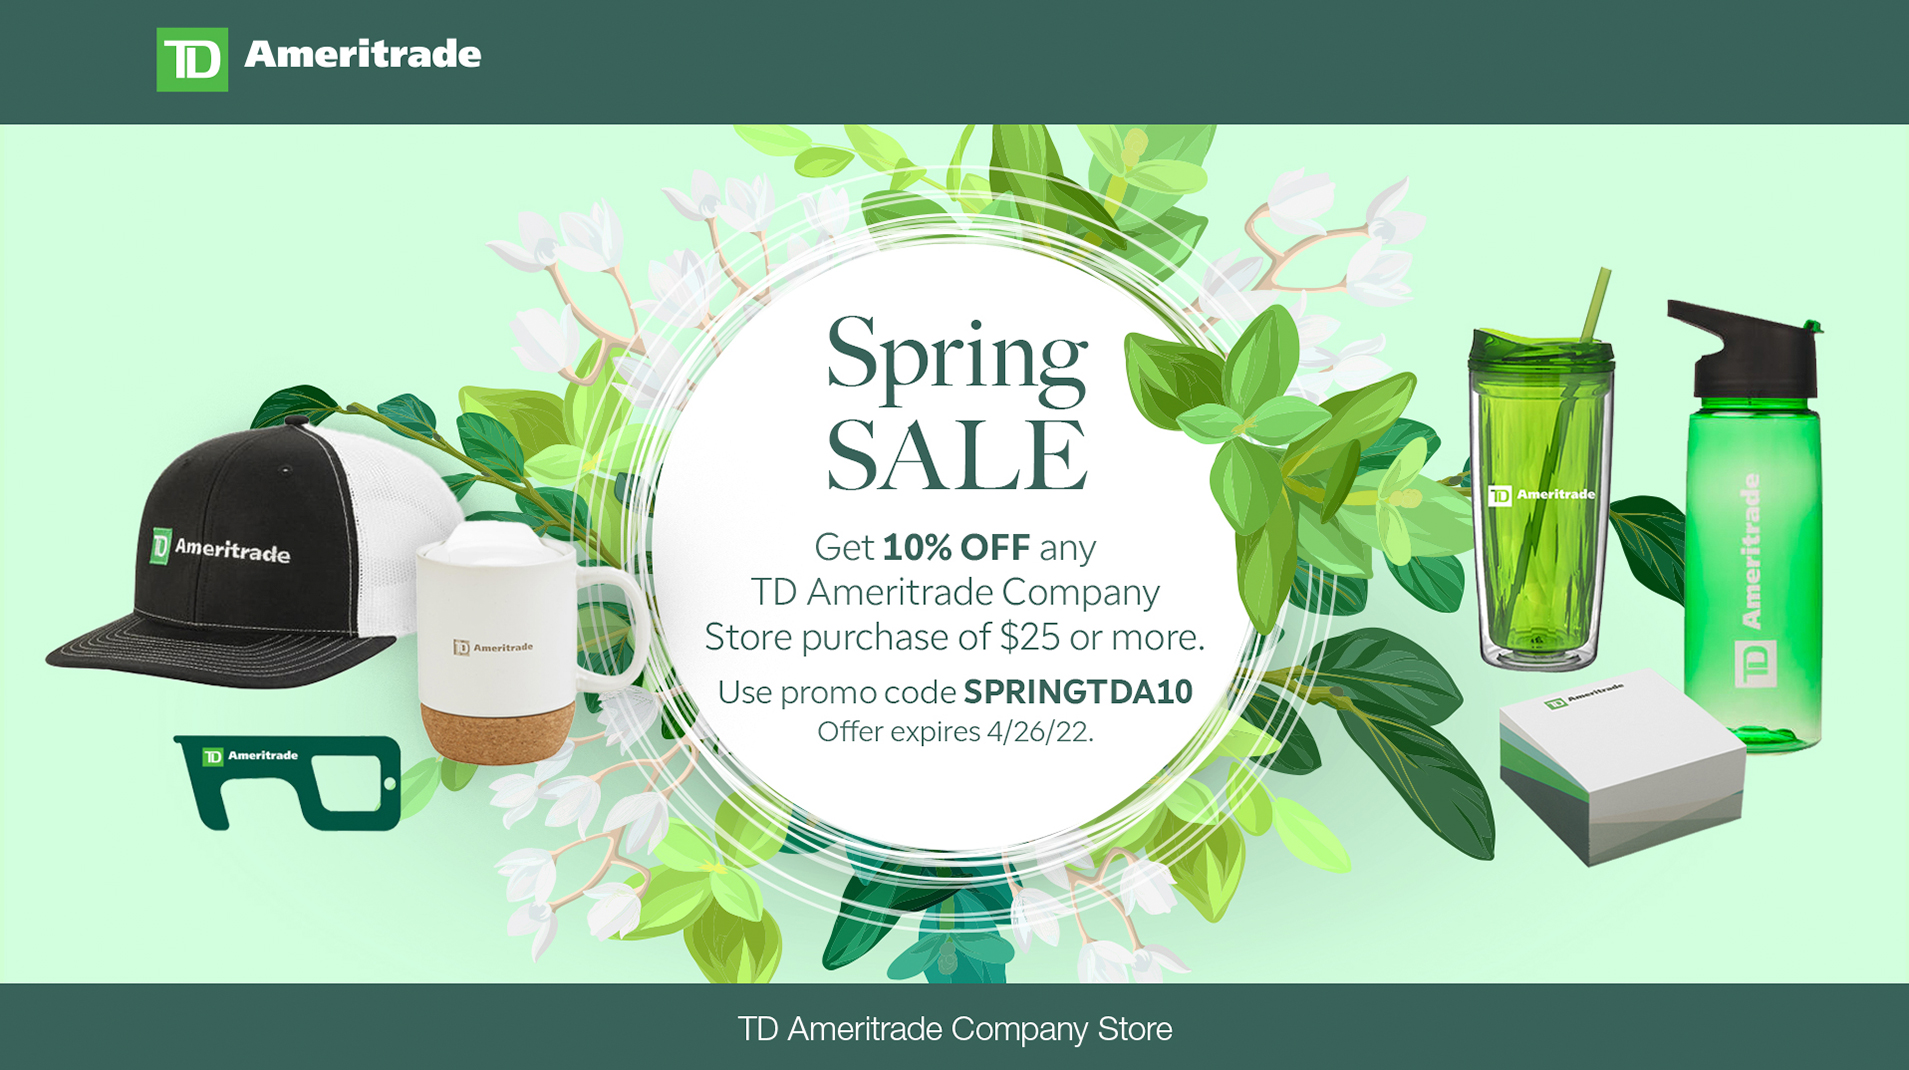 TD Ameritrade
Spring
SALE
Get 10% OFF any
TD Ameritrade Company
Store purchase of $25 or more.
Use promo code SPRINGTDA10
Offer expires 4/26/22.
TD Ameritrade
TD Ameritrade
TD Ameritrade
TD Ameritrade
TD Ameritrade
TD Ameritrade
TD Ameritrade Company Store